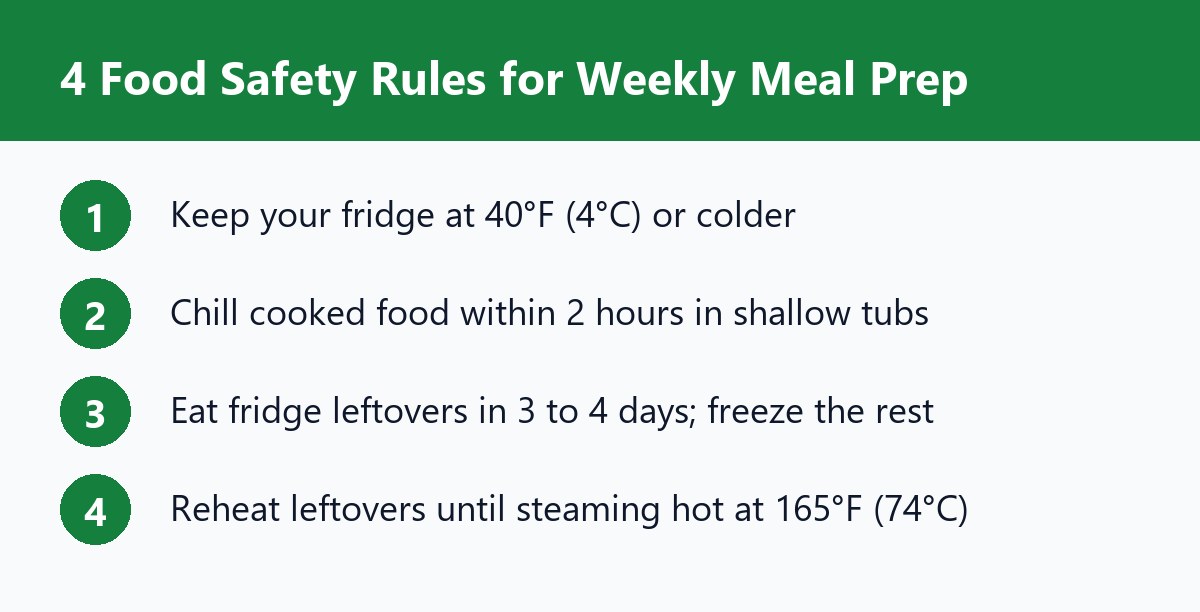 4 Food Safety Rules for Weekly Meal Prep
1 Keep your fridge at 40°F (4°C) or colder
2 Chill cooked food within 2 hours in shallow tubs
3 Eat fridge leftovers in 3 to 4 days; freeze the rest
4 Reheat leftovers until steaming hot at 165°F (74°C)